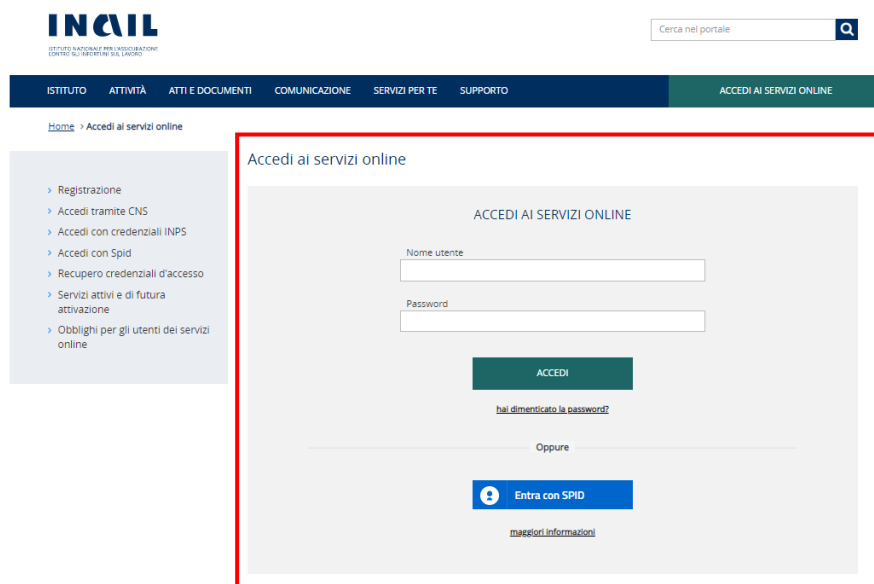 INAIL
ISTITUTO NAZIONALE PER L'ASSICURAZIONE
CONTRO GLI INFORTUNI SUL LAVORO
Cerca nel portale
ISTITUTO ATTIVITÀ ATTI E DOCUMENTI COMUNICAZIONE SERVIZI PER TE SUPPORTO ACCEDI AI SERVIZI ONLINE
Home > Accedi ai servizi online
Accedi ai servizi online
› Registrazione
› Accedi tramite CNS
› Accedi con credenziali INPS
› Accedi con Spid
› Recupero credenziali d'accesso
› Servizi attivi e di futura
attivazione
› Obblighi per gli utenti dei servizi
online
ACCEDI AI SERVIZI ONLINE
Nome utente
Password
ACCEDI
hai dimenticato la password?
Oppure
Entra con SPID
maggiori informazioni